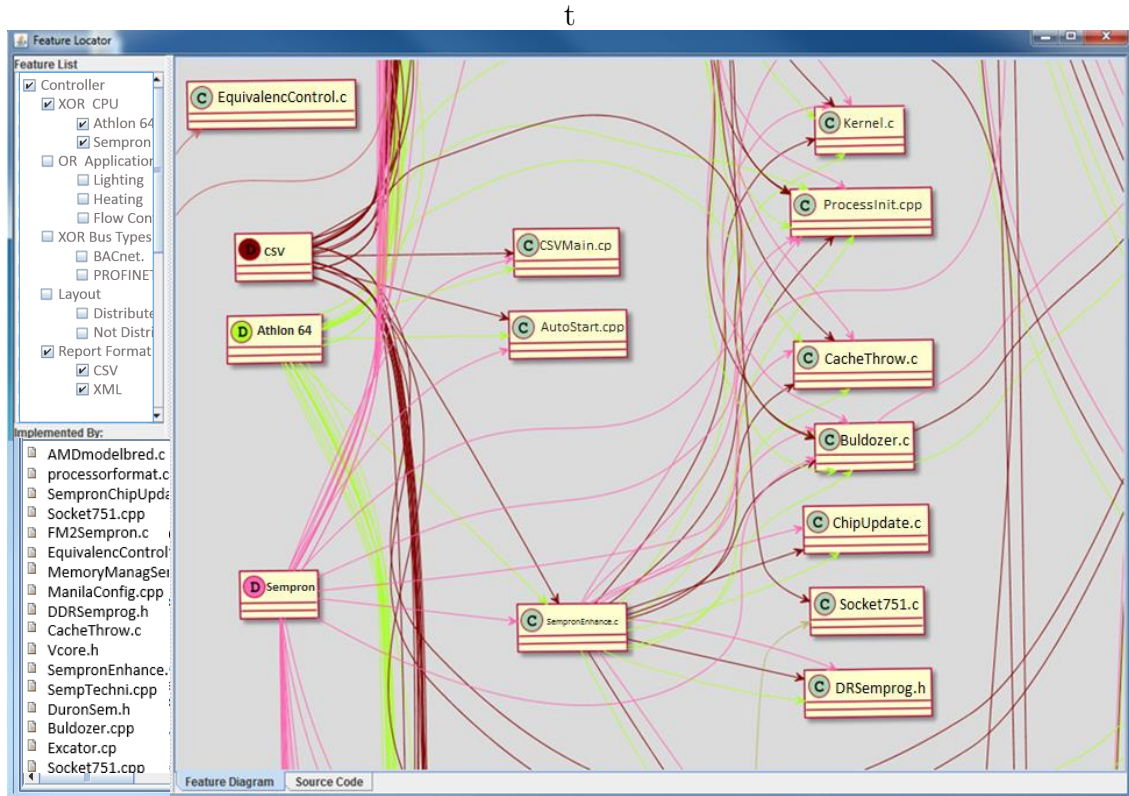 t
Feature Locator
Feature List
Controller
XOR CPU
Athlon 64
Sempron
OR Application
Lighting
Heating
Flow Con
XOR Bus Types
BACnet.
PROFINET
Layout
Distribute
Not Distri
Report Format
CSV
XML
Implemented By:
AMDmodelbred.c
processorformat.c
SempronChipUpda
Socket751.cpp
FM2Sempron.c
EquivalencControl
MemoryManagSer
ManilaConfig.cpp
DDRSemprog.h
CacheThrow.c
Vcore.h
SempronEnhance.
SempTechni.cpp
DuronSem.h
Buldozer.cpp
Excator.cp
Socket751.cpp
C EquivalencControl.c
D CSV
D Athlon 64
D Sempron
C CSVMain.cp
C AutoStart.cpp
C SempronEnhance.c
C Kernel.c
C ProcessInit.cpp
C CacheThrow.c
C Buldozer.c
C ChipUpdate.c
C Socket751.c
C DRSemprog.h
Feature Diagram
Source Code